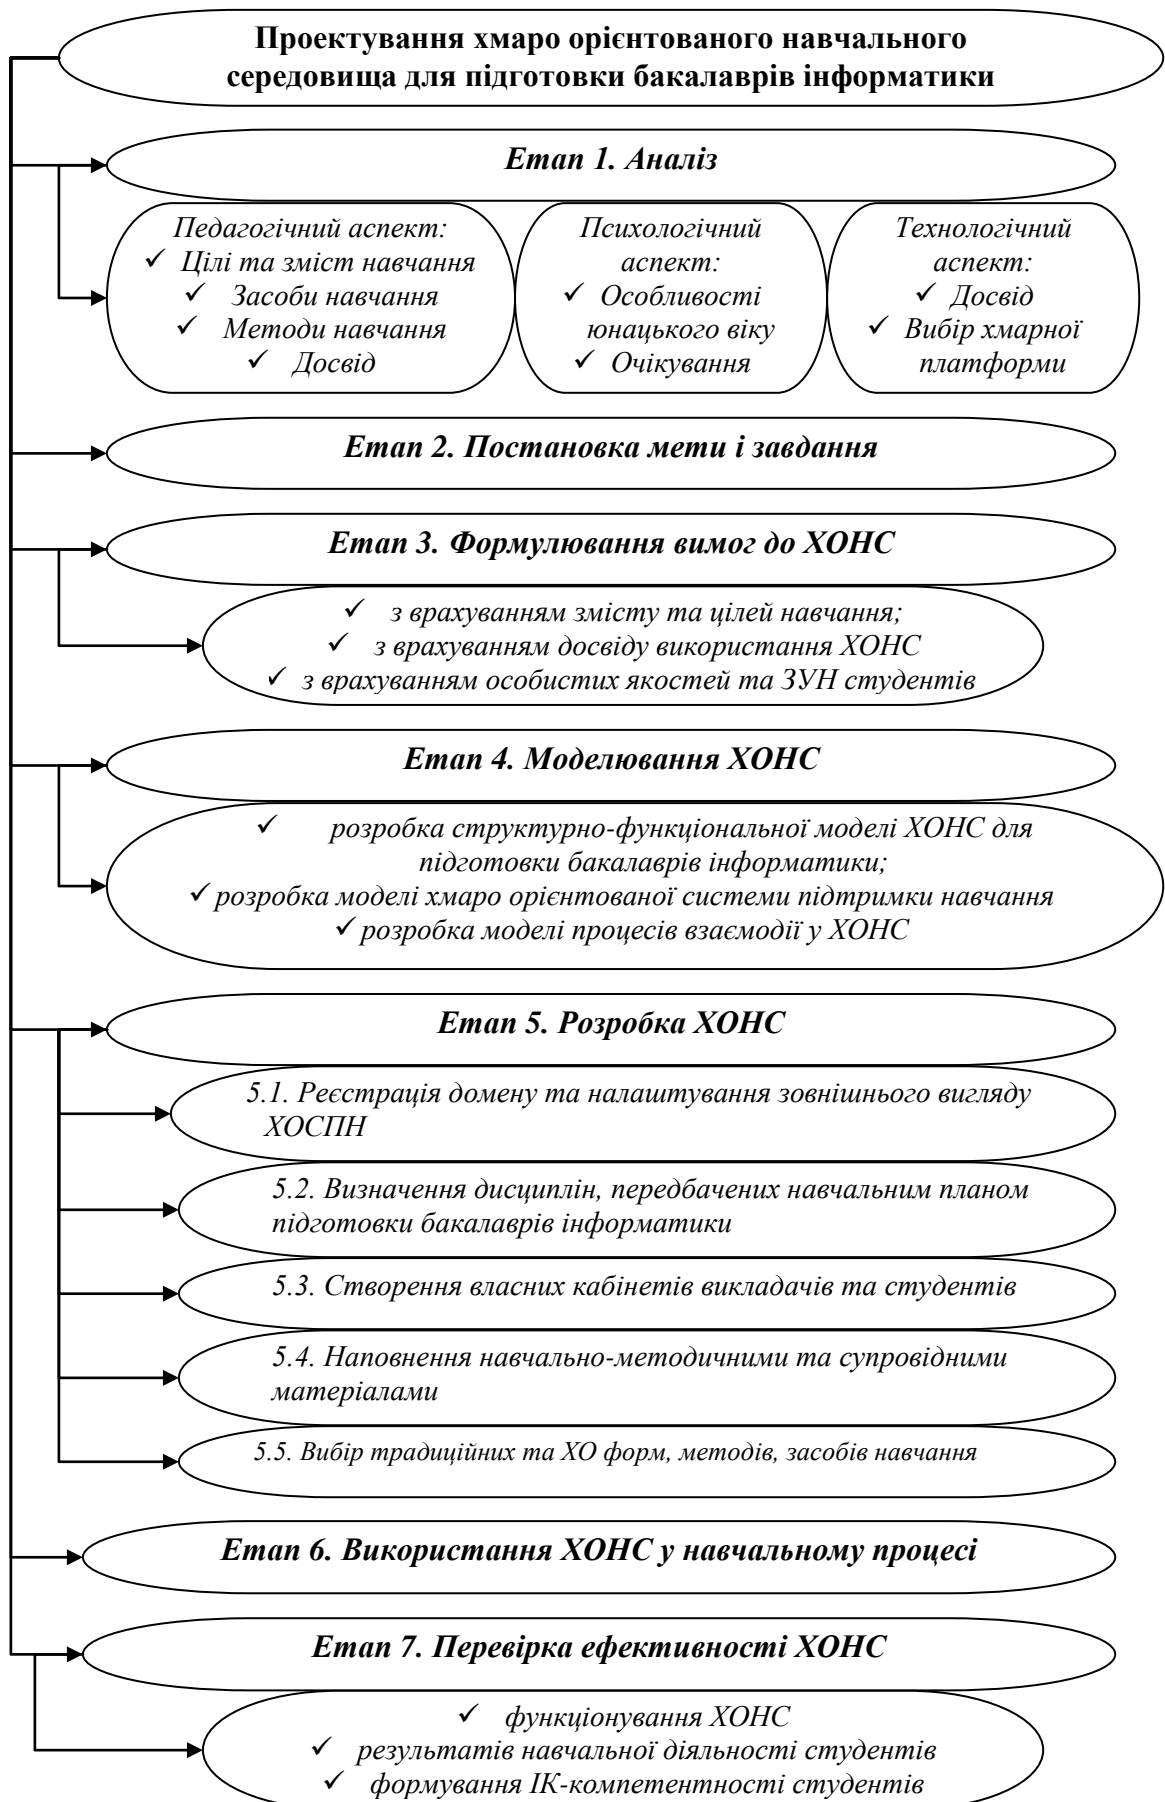 Проектування хмаро орієнтованого навчального
середовища для підготовки бакалаврів інформатики
Етап 1. Аналіз
Педагогічний аспект:
✓ Цілі та зміст навчання
✓ Засоби навчання
✓ Методи навчання
✓ Досвід
Психологічний
аспект:
✓ Особливості
юнацького віку
✓ Очікування
Технологічний
аспект:
✓ Досвід
✓ Вибір хмарної
платформи
Етап 2. Постановка мети і завдання
Етап 3. Формулювання вимог до ХОНС
✓ з врахуванням змісту та цілей навчання;
✓ з врахуванням досвіду використання ХОНС
✓ з врахуванням особистих якостей та ЗУН студентів
Етап 4. Моделювання ХОНС
✓ розробка структурно-функціональної моделі ХОНС для
підготовки бакалаврів інформатики;
✓ розробка моделі хмаро орієнтованої системи підтримки навчання
✓ розробка моделі процесів взаємодії у ХОНС
Етап 5. Розробка ХОНС
5.1. Реєстрація домену та налаштування зовнішнього вигляду
ХОСПН
5.2. Визначення дисциплін, передбачених навчальним планом
підготовки бакалаврів інформатики
5.3. Створення власних кабінетів викладачів та студентів
5.4. Наповнення навчально-методичними та супровідними
матеріалами
5.5. Вибір традиційних та ХО форм, методів, засобів навчання
Етап 6. Використання ХОНС у навчальному процесі
Етап 7. Перевірка ефективності ХОНС
✓ функціонування ХОНС
✓ результатів навчальної діяльності студентів
✓ формування ІК-компетентності студентів